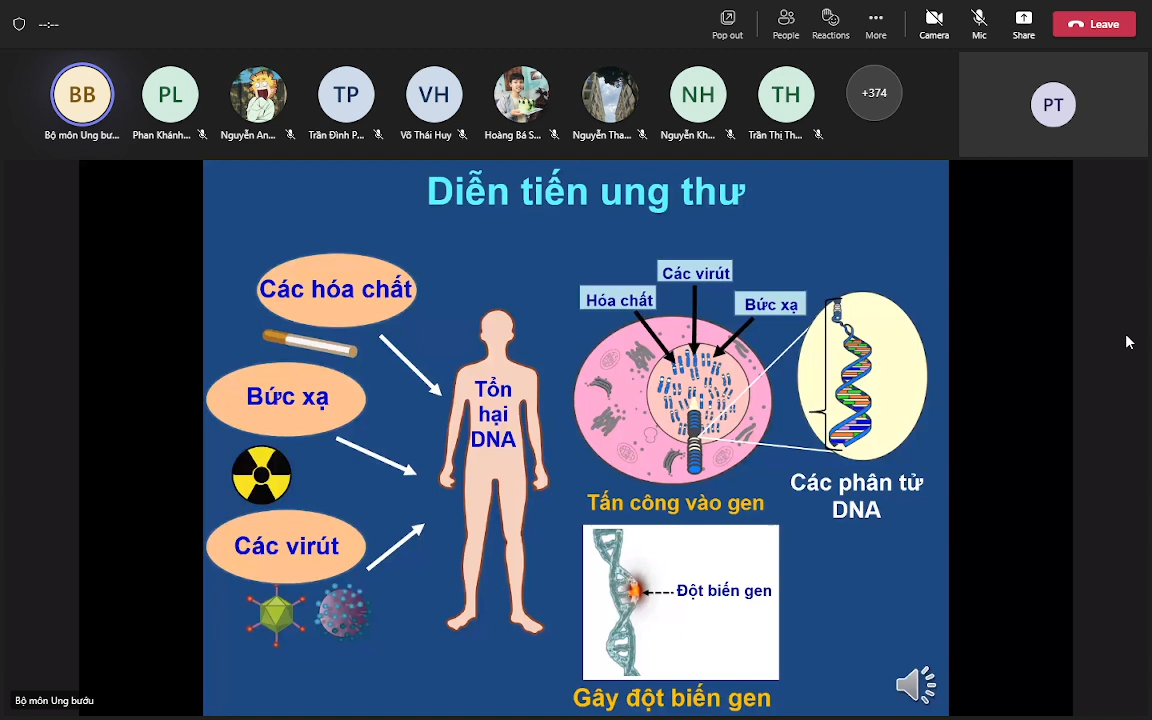 --:--
Pop out
People
Reactions
More
Camera
Mic
Share
Leave
BB
PL
TP
VH
NH
TH
+374
PT
Bộ môn Ung bư...
Phan Khánh...
Nguyễn An...
Trần Đình P...
Võ Thái Huy
Hoàng Bá S...
Nguyễn Tha...
Nguyễn Kh...
Trần Thị Th...
Diễn tiến ung thư
Các hóa chất
Bức xạ
Các virút
Tổn
hại
DNA
Các virút
Hóa chất
Bức xạ
Tấn công vào gen
Các phân tử
DNA
Đột biến gen
Gây đột biến gen
Bộ môn Ung bướu